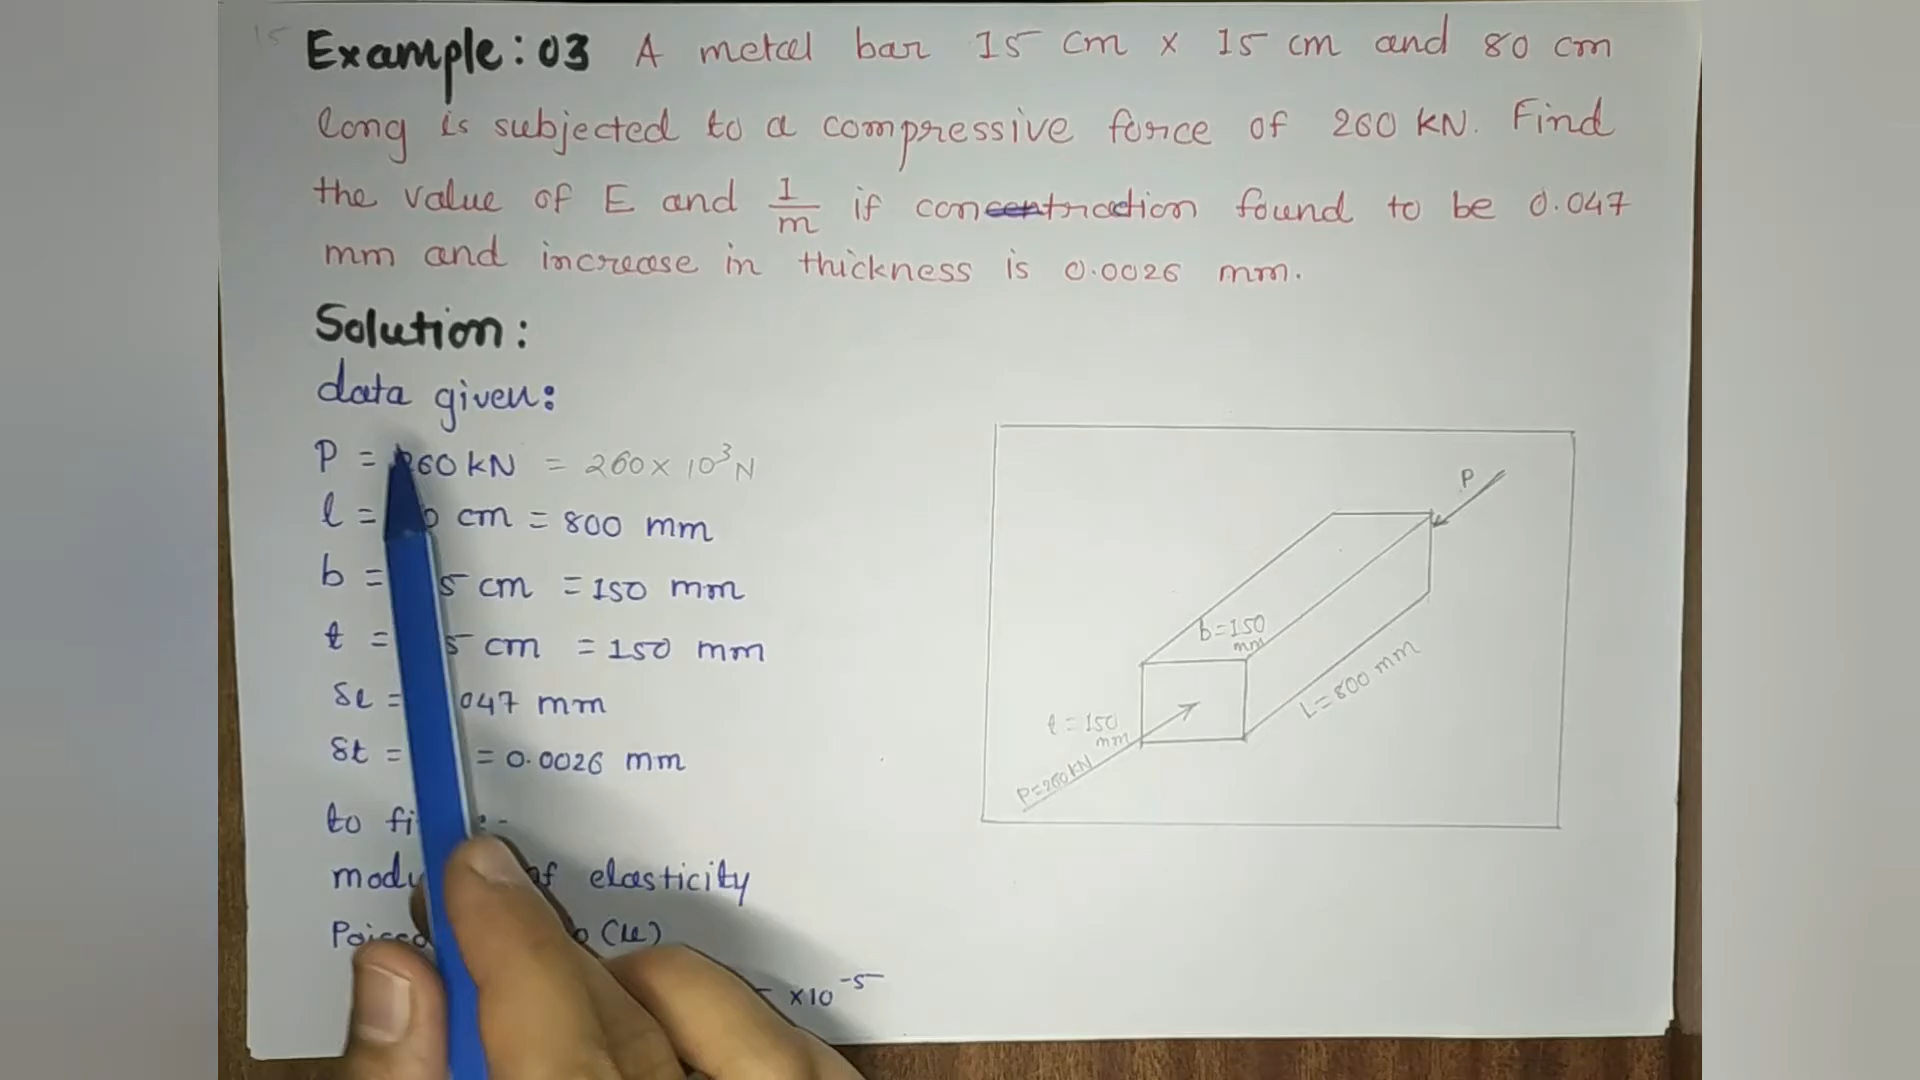 15
Example: 03 A metal bar 15 cm x 15 cm and 80 cm
long is subjected to a compressive force of 260 KN. Find
the value of E and 1/m if contraction found to be 0.047
mm and increase in thickness is 0.0026 mm.
Solution:
data given:
P = 260 kN = 260 x 10³ N
l = cm = 800 mm
b = 5 cm = 150 mm
t = 5 cm = 150 mm
δl = 047 mm
δt = = 0.0026 mm
to
of elasticity
(μ)
x10⁻⁵
P
b=150
mm
L=800 mm
t=150
mm
P=260KN